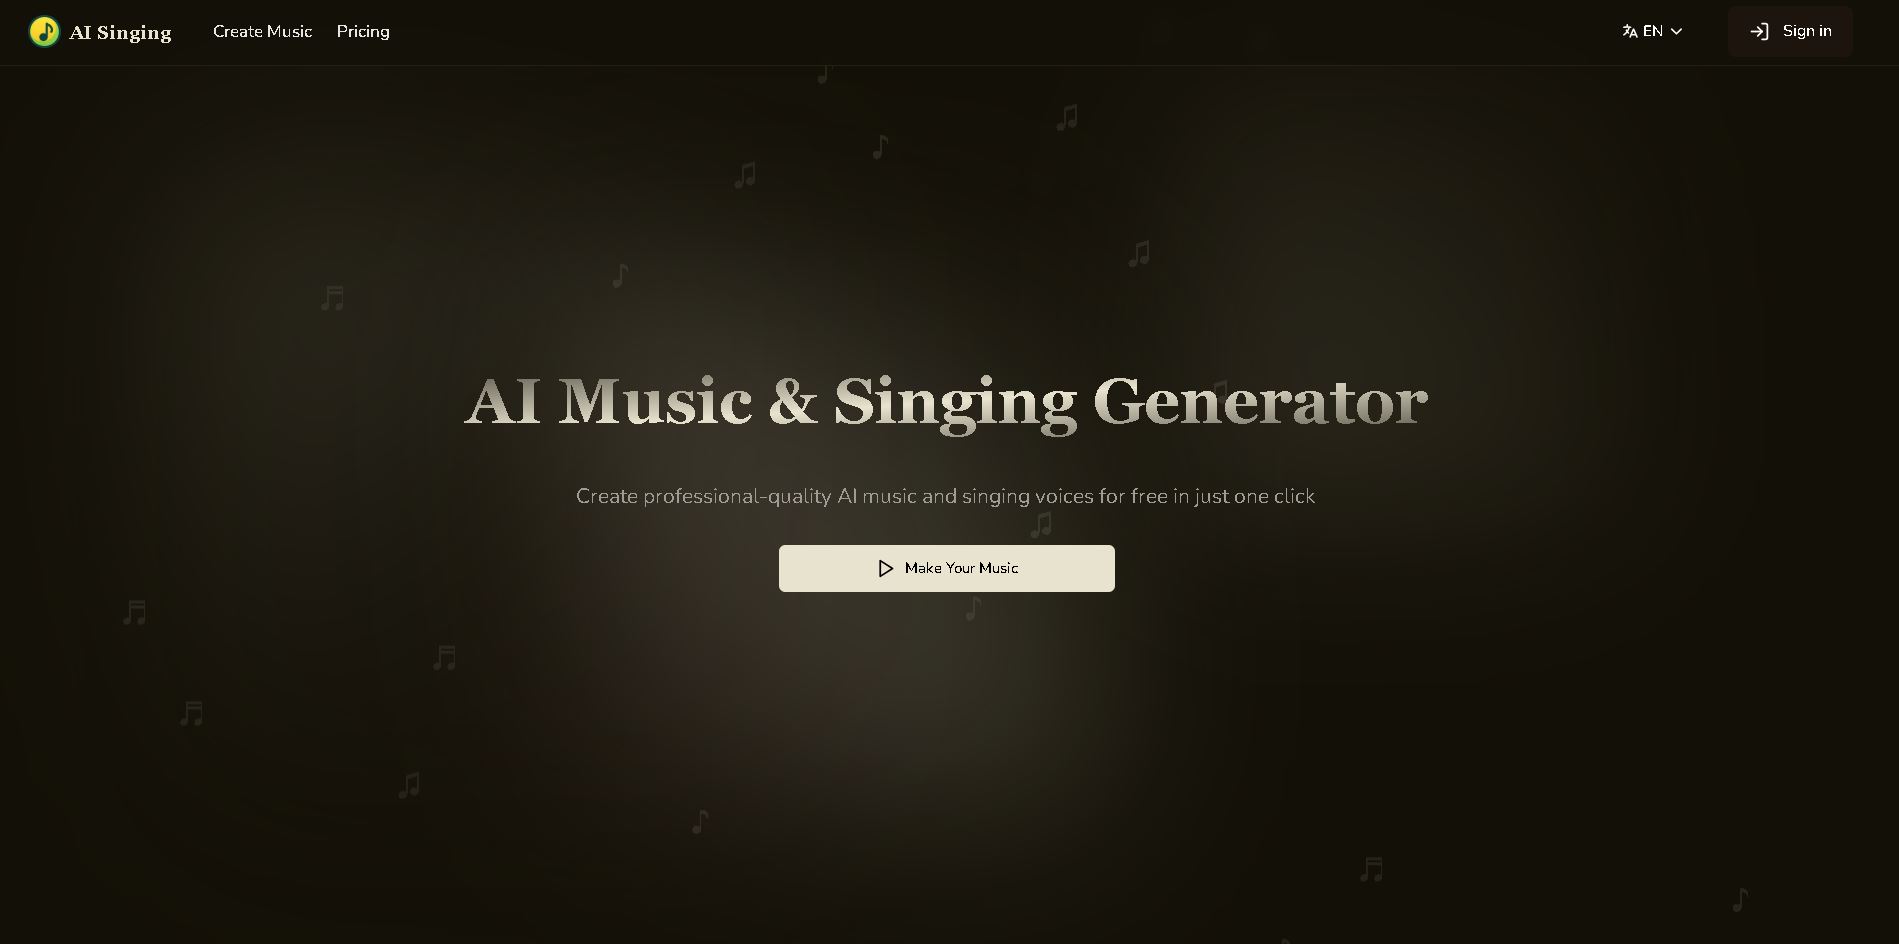 AI Singing
Create Music
Pricing
EN
Sign in
AI Music & Singing Generator
Create professional-quality AI music and singing voices for free in just one click
Make Your Music